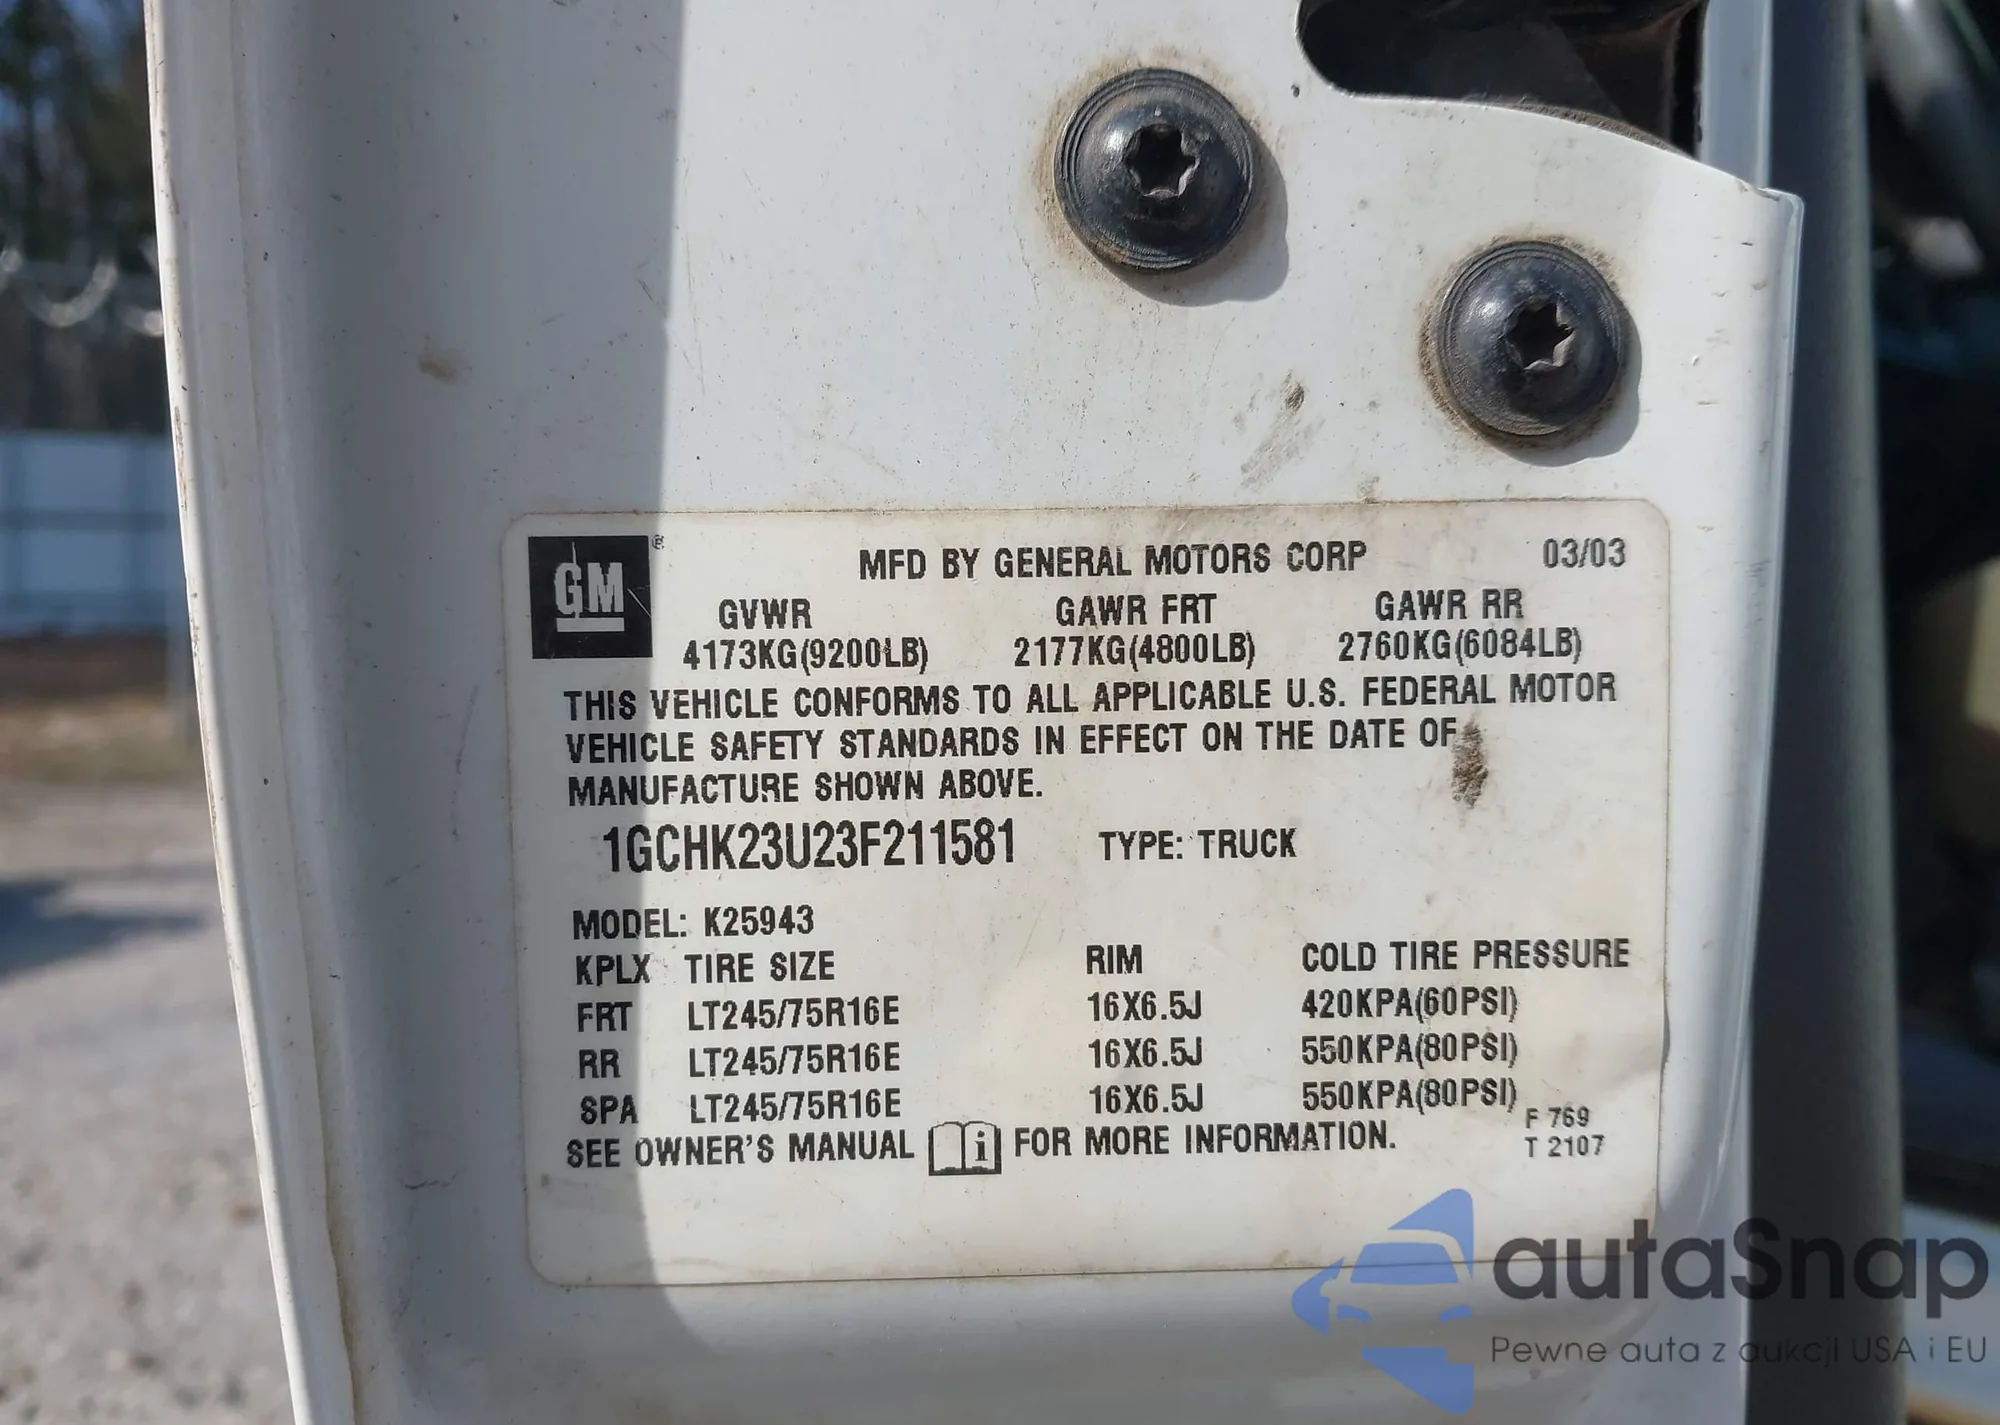 GM®
MFD BY GENERAL MOTORS CORP 03/03
GVWR GAWR FRT GAWR RR
4173KG(9200LB) 2177KG(4800LB) 2760KG(6084LB)
THIS VEHICLE CONFORMS TO ALL APPLICABLE U.S. FEDERAL MOTOR
VEHICLE SAFETY STANDARDS IN EFFECT ON THE DATE OF
MANUFACTURE SHOWN ABOVE.
1GCHK23U23F211581 TYPE: TRUCK
MODEL: K25943
KPLX TIRE SIZE RIM COLD TIRE PRESSURE
FRT LT245/75R16E 16X6.5J 420KPA(60PSI)
RR LT245/75R16E 16X6.5J 550KPA(80PSI)
SPA LT245/75R16E 16X6.5J 550KPA(80PSI)
SEE OWNER'S MANUAL i FOR MORE INFORMATION.
F 769
T 2107
autaSnap
Pewne auta z aukcji USA i EU